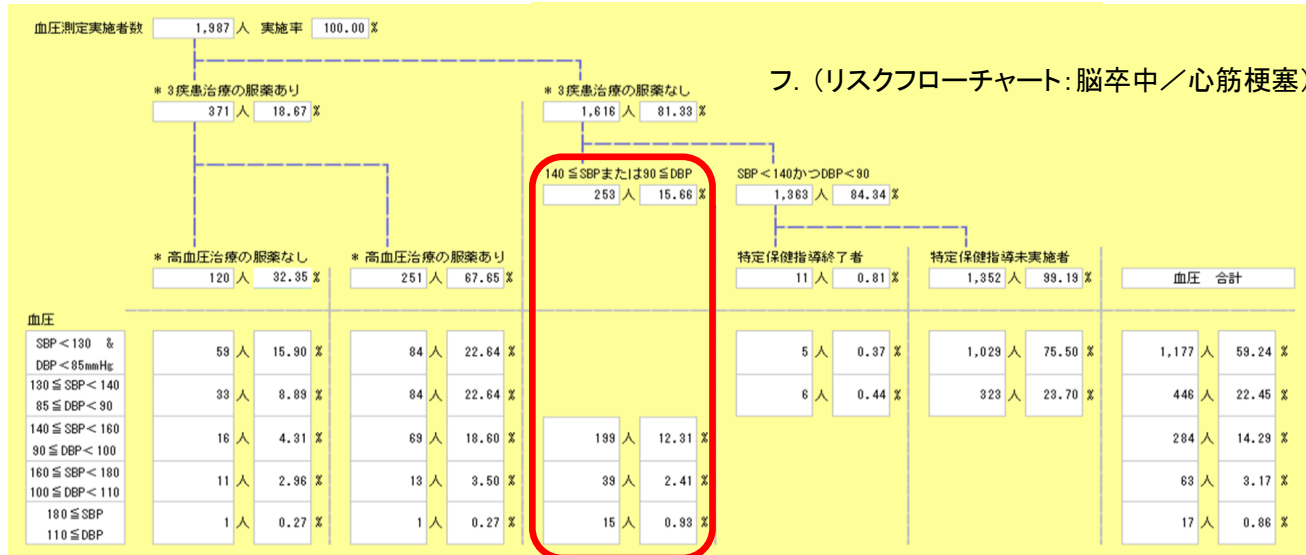 血圧測定実施者数 1,987 人 実施率 100.00 %
フ.（リスクフローチャート：脳卒中／心筋梗塞）
* 3疾患治療の服薬あり * 3疾患治療の服薬なし
371 人 18.67 % 1,616 人 81.33 %
140≦SBPまたは90≦DBP SBP<140かつDBP<90
253 人 15.66 % 1,363 人 84.34 %
* 高血圧治療の服薬なし * 高血圧治療の服薬あり 特定保健指導終了者 特定保健指導未実施者
120 人 32.35 % 251 人 67.65 % 11 人 0.81 % 1,352 人 99.19 % 血圧 合計
血圧
SBP<130 &
DBP<85mmHg
59 人 15.90 % 84 人 22.64 % 5 人 0.37 % 1,029 人 75.50 % 1,177 人 59.24 %
130≦SBP<140
85≦DBP<90
33 人 8.89 % 84 人 22.64 % 6 人 0.44 % 323 人 23.70 % 446 人 22.45 %
140≦SBP<160
90≦DBP<100
16 人 4.31 % 69 人 18.60 % 199 人 12.31 % 284 人 14.29 %
160≦SBP<180
100≦DBP<110
11 人 2.96 % 13 人 3.50 % 39 人 2.41 % 63 人 3.17 %
180≦SBP
110≦DBP
1 人 0.27 % 1 人 0.27 % 15 人 0.93 % 17 人 0.86 %